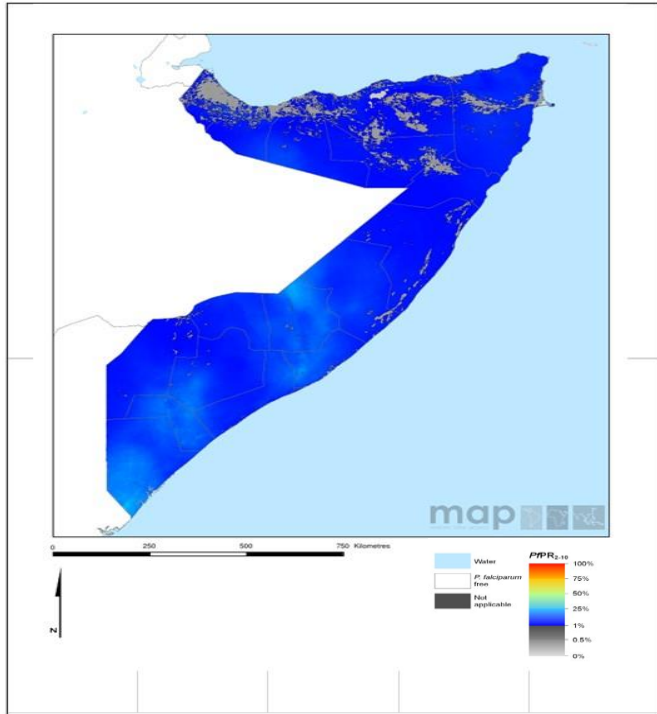 map
0 250 500 750 Kilometres
N
Water
P. falciparum
free
Not
applicable
PfPR2-10
100%
75%
50%
25%
1%
0.5%
0%